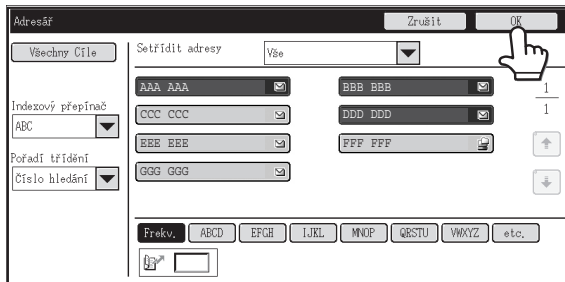 Adresář
Zrušit
OK
Všechny Cíle
Setřídit adresy
Vše
AAA AAA
BBB BBB
1
1
Indexový přepínač
ABC
CCC CCC
DDD DDD
EEE EEE
FFF FFF
Pořadí třídění
Číslo hledání
GGG GGG
Frekv.
ABCD
EFGH
IJKL
MNOP
QRSTU
VWXYZ
etc.